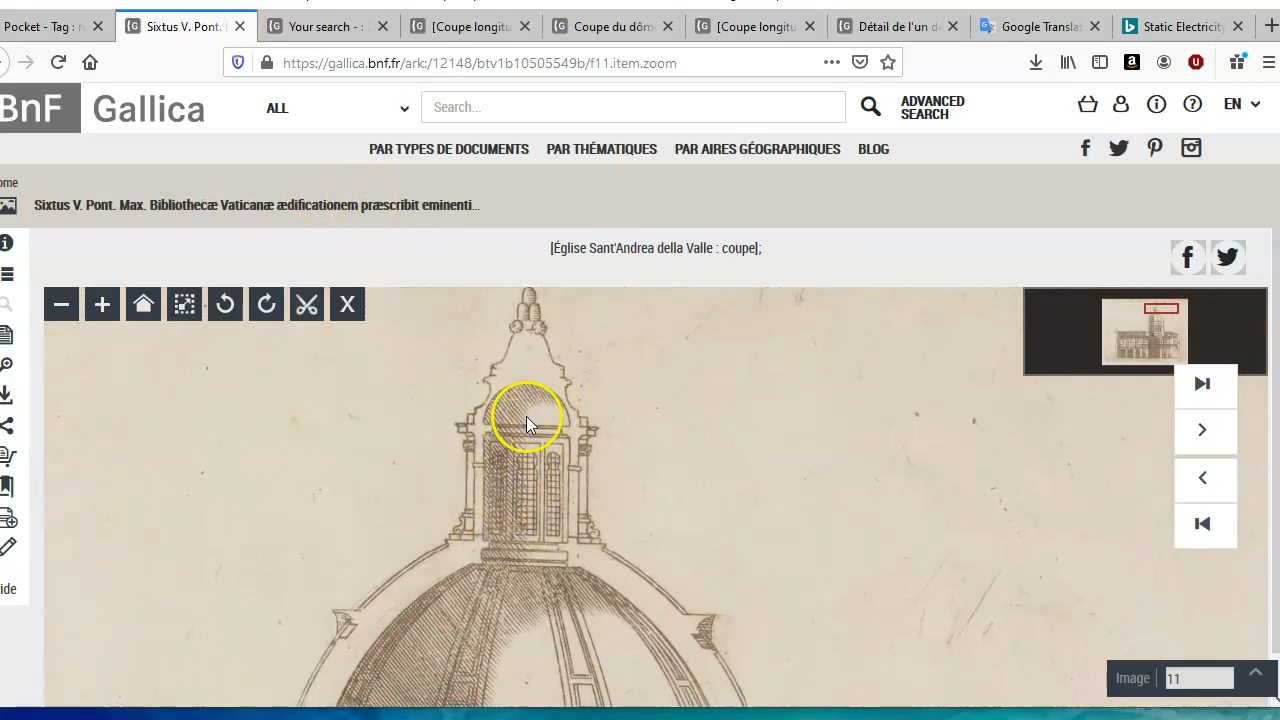 Pocket - Tag : r
Sixtus V. Pont.
Your search - :
[Coupe longitu
Coupe du dôm
[Coupe longitu
Détail de l'un d
Google Translat
Static Electricity
https://gallica.bnf.fr/ark:/12148/btv1b10505549b/f11.item.zoom
BnF Gallica
ALL
Search...
ADVANCED
SEARCH
EN
PAR TYPES DE DOCUMENTS PAR THÉMATIQUES PAR AIRES GÉOGRAPHIQUES BLOG
ome
Sixtus V. Pont. Max. Bibliothecæ Vaticanæ ædificationem præscribit eminenti...
[Église Sant'Andrea della Valle : coupe];
X
ide
Image 11